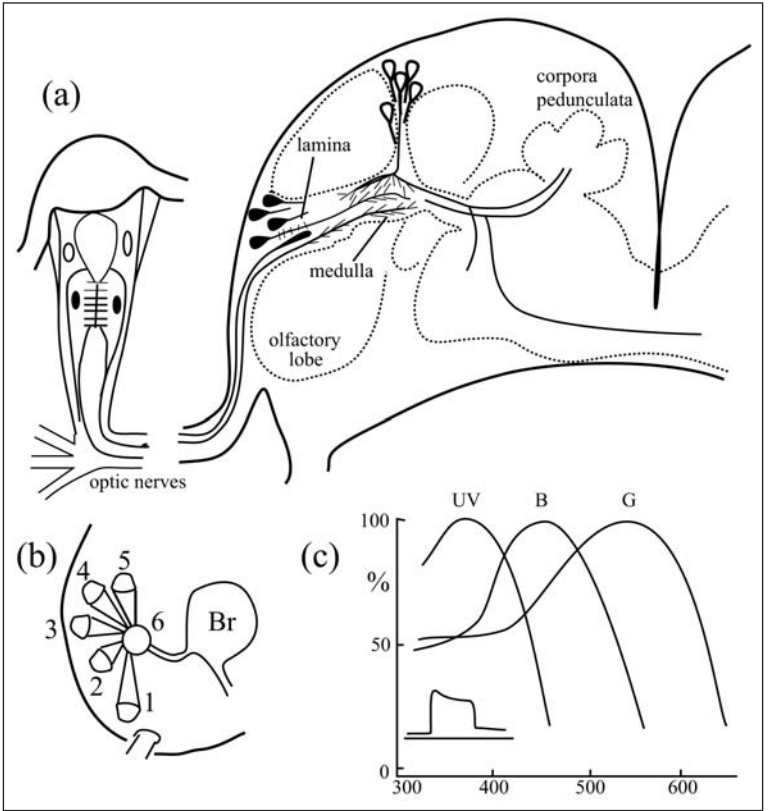 (a)
corpora
pedunculata
lamina
medulla
olfactory
lobe
optic nerves
(b)
5
4
3
6
Br
2
1
(c)
UV B G
100
%
50
0
300 400 500 600